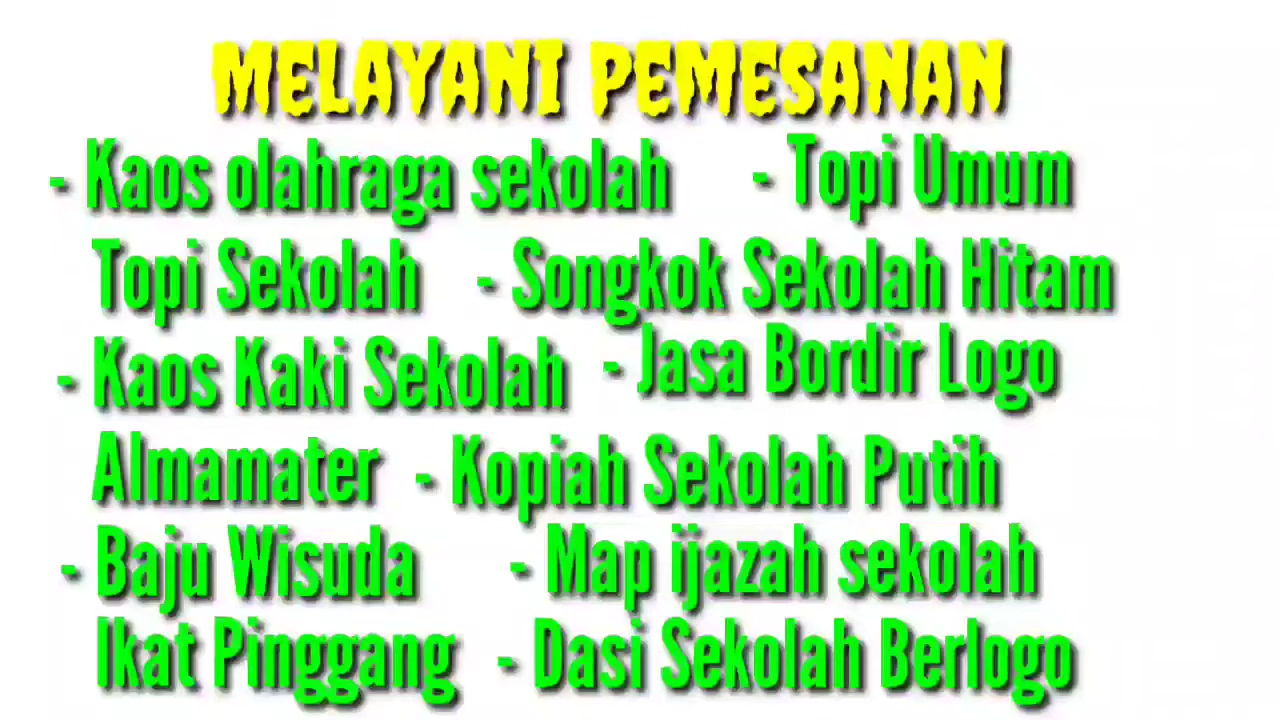 MELAYANI PEMESANAN
- Kaos olahraga sekolah - Topi Umum
Topi Sekolah - Songkok Sekolah Hitam
- Kaos Kaki Sekolah - Jasa Bordir Logo
Almamater - Kopiah Sekolah Putih
- Baju Wisuda - Map ijazah sekolah
Ikat Pinggang - Dasi Sekolah Berlogo